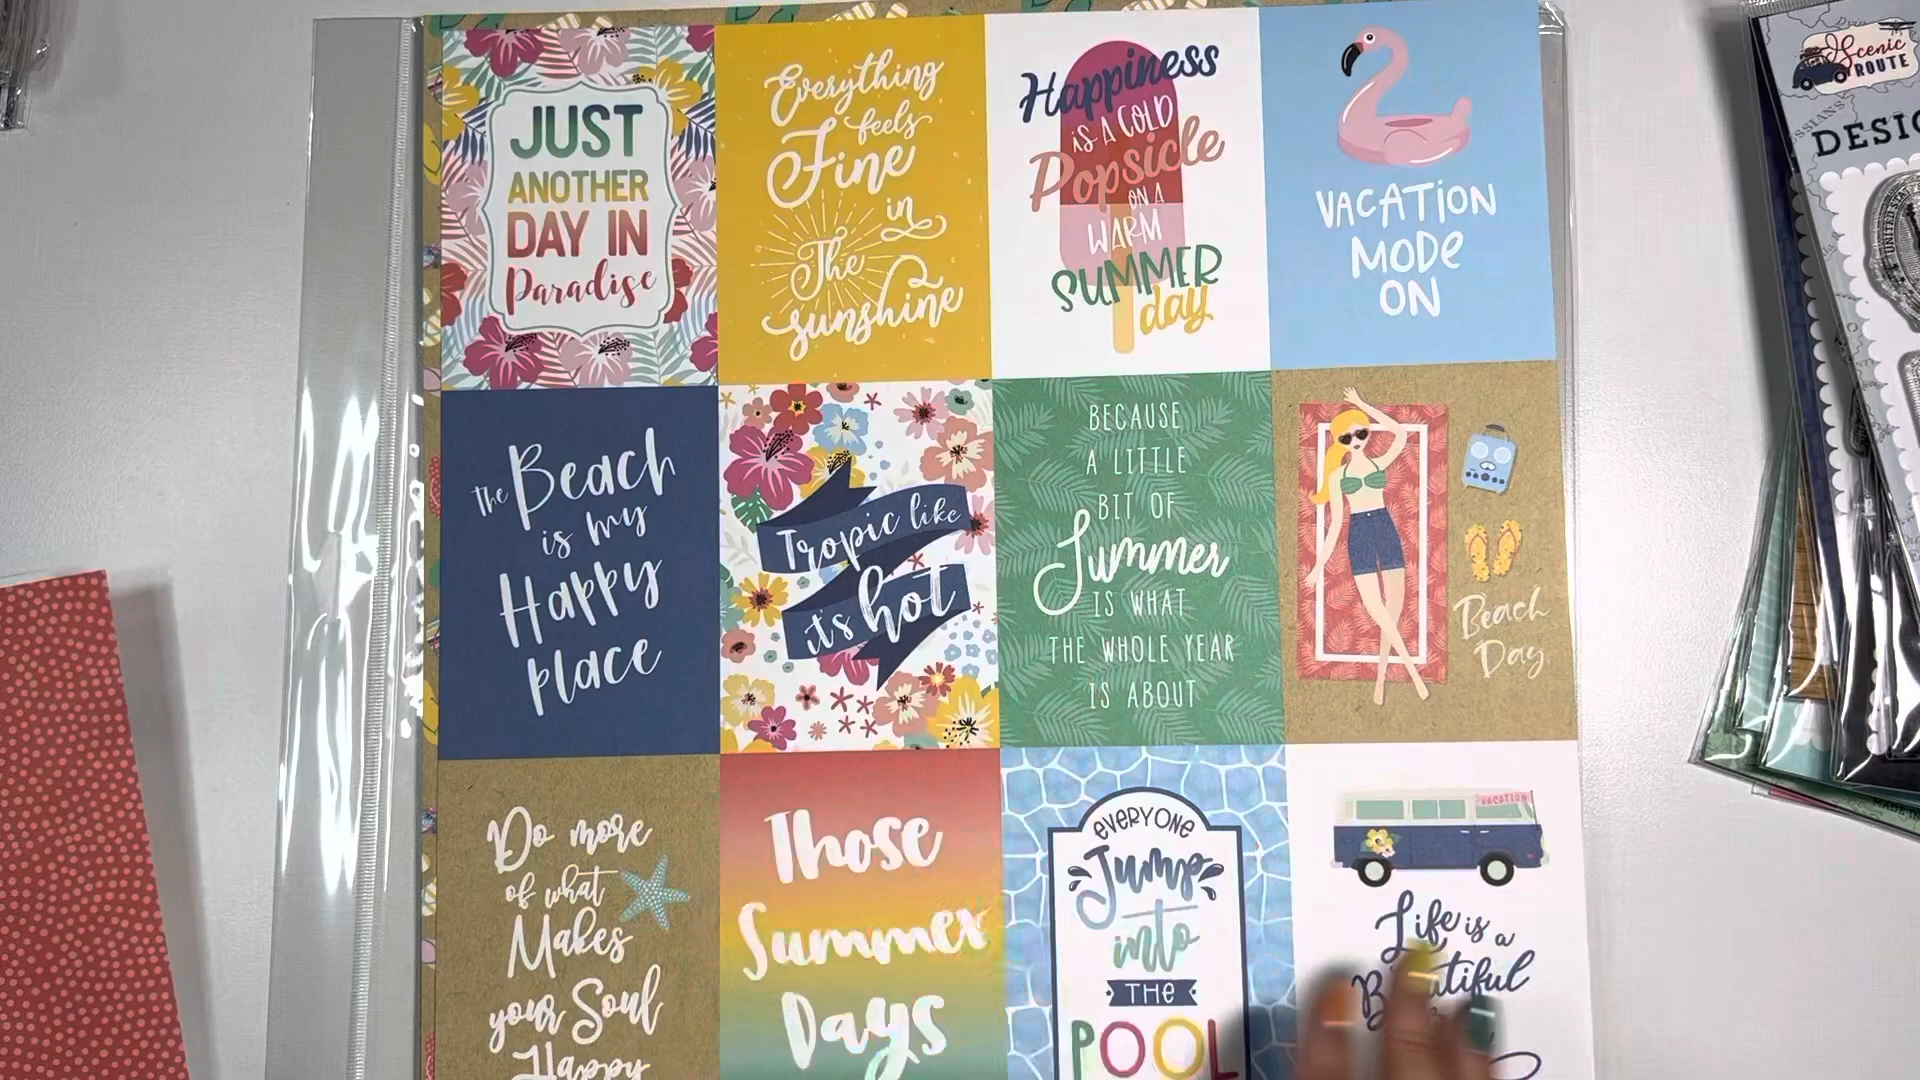 JUST
ANOTHER
DAY IN
Paradise
Everything
feels
Fine
in
The
sunshine
Happiness
IS A COLD
Popsicle
ON A
WARM
SUMMER
day
VACATION
MODE
ON
the Beach
is my
Happy
place
Tropic like
it's hot
BECAUSE
A LITTLE
BIT OF
Summer
IS WHAT
THE WHOLE YEAR
IS ABOUT
Beach
Day
Do more
of what
Makes
your Soul
Happy
Those
Summer
Days
EVERYONE
Jump
into
THE
POOL
VACATION
Life is a
Beautiful
Scenic
ROUTE